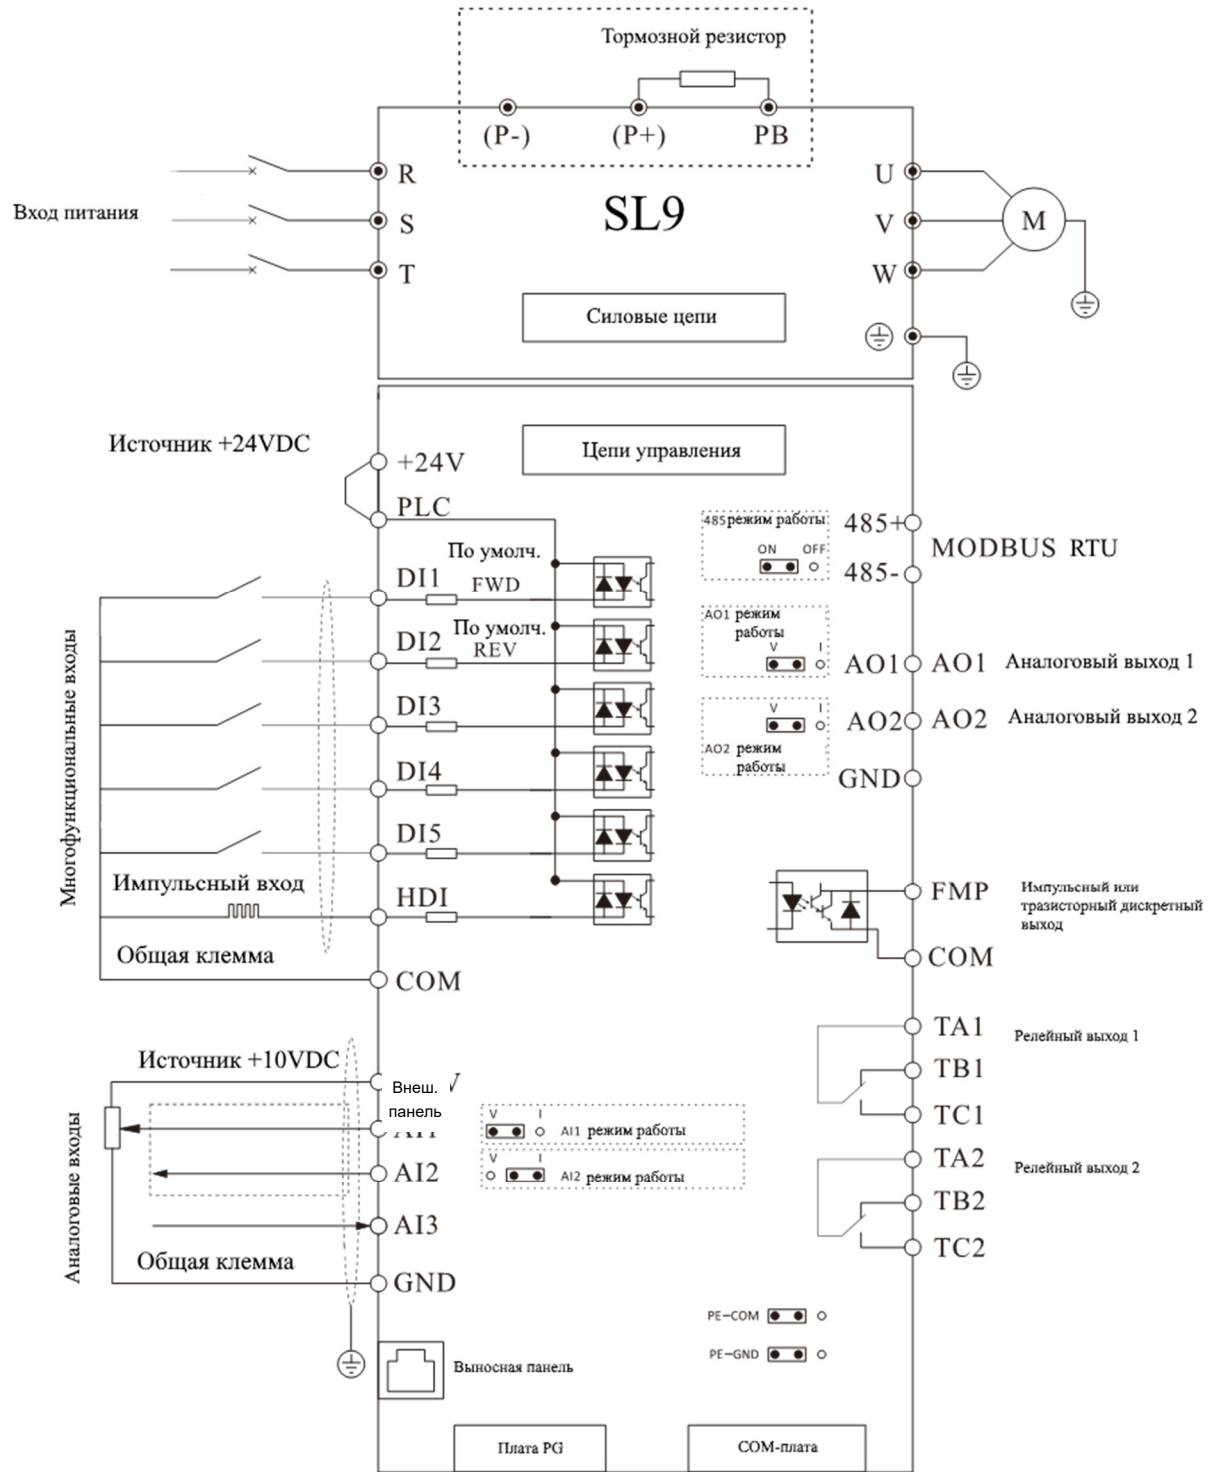 Тормозной резистор
(P-)
(P+)
PB
R
S
T
Вход питания
SL9
U
V
W
M
Силовые цепи
Источник +24VDC
Цепи управления
+24V
PLC
По умолч.
DI1
FWD
По умолч.
DI2
REV
DI3
DI4
DI5
Импульсный вход
HDI
Общая клемма
COM
Многофункциональные входы
485 режим работы
ON OFF
485+
485-
MODBUS RTU
AO1 режим
работы
V I
AO1
AO1 Аналоговый выход 1
V I
AO2
AO2 Аналоговый выход 2
AO2 режим
работы
GND
FMP
Импульсный или
тразисторный дискретный
выход
COM
TA1
Релейный выход 1
TB1
TC1
TA2
Релейный выход 2
TB2
TC2
Источник +10VDC
Внеш.
панель
V I
AI1 режим работы
V I
AI2 режим работы
AI2
AI3
Общая клемма
GND
Аналоговые входы
PE-COM
PE-GND
Выносная панель
Плата PG
COM-плата